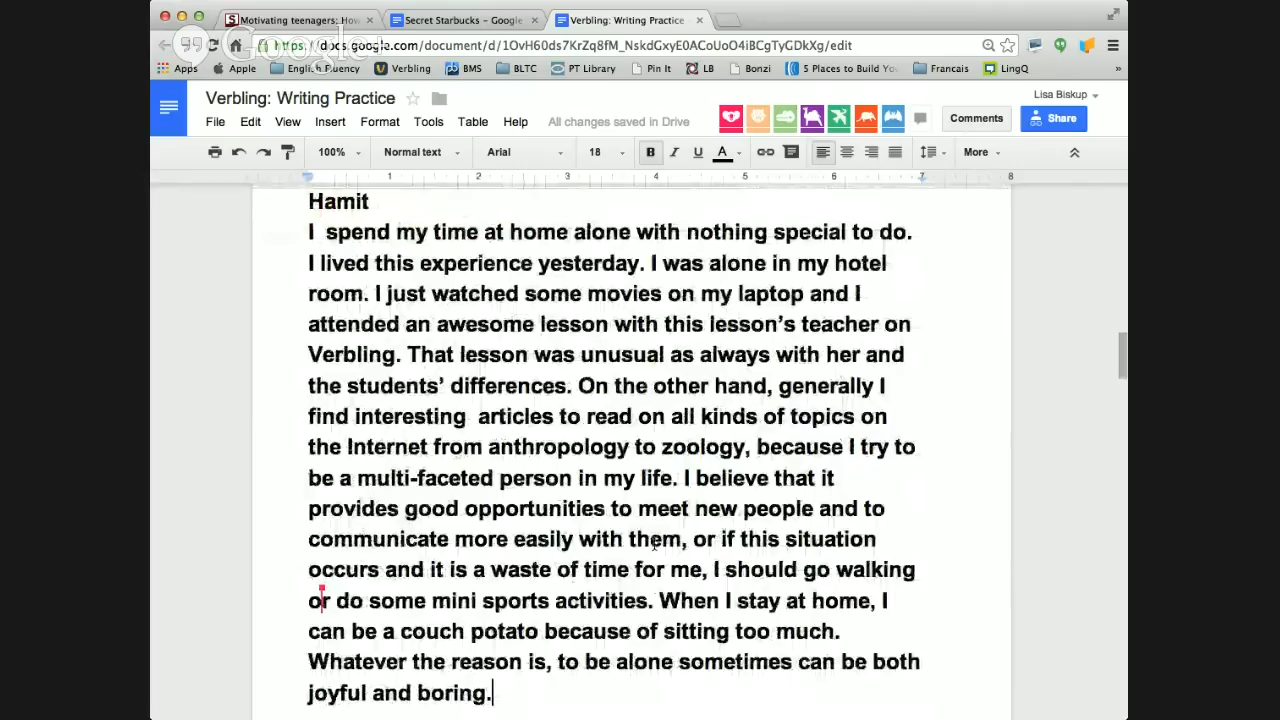 Motivating teenagers: How
Secret Starbucks - Google
Verbling: Writing Practice
https://docs.google.com/document/d/1OvH60ds7KrZq8fM_NskdGxyE0ACoUoO4iBCgTyGDkXg/edit
Google+
Apps Apple English Fluency Verbling BMS BLTC PT Library Pin It LB Bonzi 5 Places to Build Yo Francais LingQ »
Verbling: Writing Practice
Lisa Biskup
File Edit View Insert Format Tools Table Help All changes saved in Drive
Comments Share
100% Normal text Arial 18 B I U A More
1 2 3 4 5 6 7 8
Hamit
I  spend my time at home alone with nothing special to do.
I lived this experience yesterday. I was alone in my hotel
room. I just watched some movies on my laptop and I
attended an awesome lesson with this lesson’s teacher on
Verbling. That lesson was unusual as always with her and
the students’ differences. On the other hand, generally I
find interesting  articles to read on all kinds of topics on
the Internet from anthropology to zoology, because I try to
be a multi-faceted person in my life. I believe that it
provides good opportunities to meet new people and to
communicate more easily with them, or if this situation
occurs and it is a waste of time for me, I should go walking
or do some mini sports activities. When I stay at home, I
can be a couch potato because of sitting too much.
Whatever the reason is, to be alone sometimes can be both
joyful and boring.